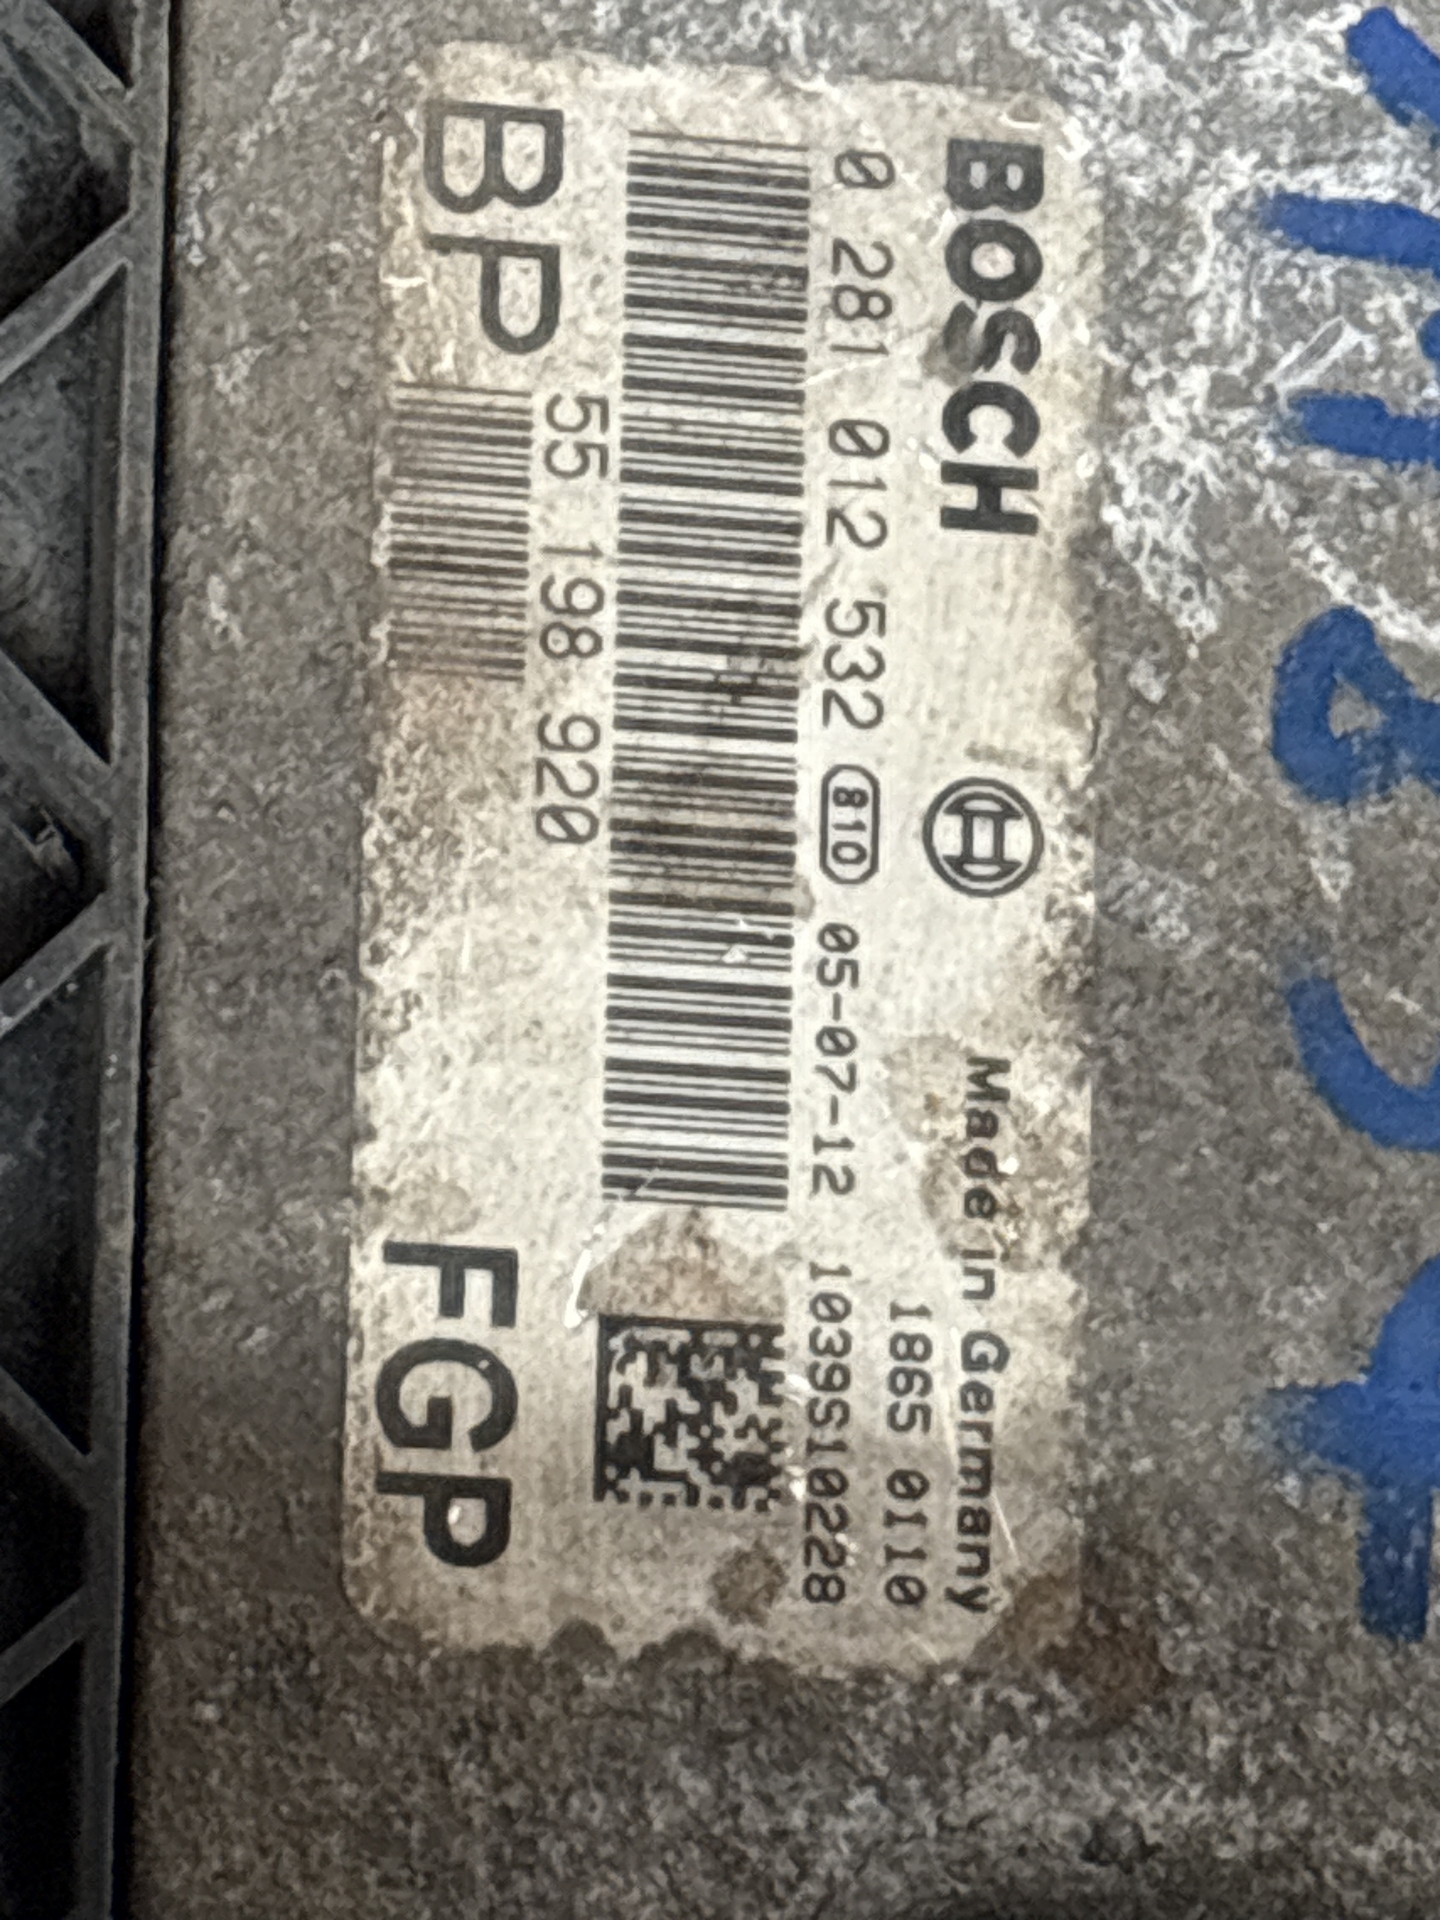 BOSCH
Made in Germany
1865 0110
0 281 012 532 810 05-07-12 1039S10228
55 198 920
BP
FGP